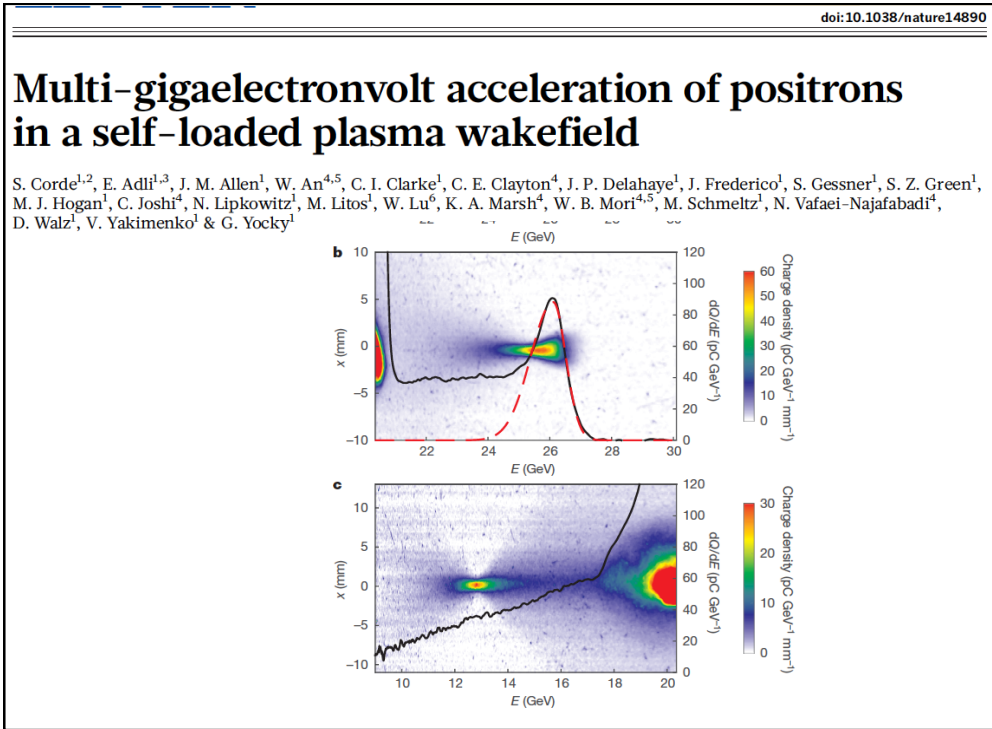 doi:10.1038/nature14890
Multi-gigaelectronvolt acceleration of positrons
in a self-loaded plasma wakefield
S. Corde1,2, E. Adli1,3, J. M. Allen1, W. An4,5, C. I. Clarke1, C. E. Clayton4, J. P. Delahaye1, J. Frederico1, S. Gessner1, S. Z. Green1,
M. J. Hogan1, C. Joshi4, N. Lipkowitz1, M. Litos1, W. Lu6, K. A. Marsh4, W. B. Mori4,5, M. Schmeltz1, N. Vafaei-Najafabadi4,
D. Walz1, V. Yakimenko1 & G. Yocky1
E (GeV)
b
10
5
0
−5
−10
x (mm)
22
24
26
28
30
E (GeV)
120
100
80
60
40
20
0
dQ/dE (pC GeV−1)
60
50
40
30
20
10
0
Charge density (pC GeV−1 mm−1)
c
10
5
0
−5
−10
x (mm)
10
12
14
16
18
20
E (GeV)
120
100
80
60
40
20
0
dQ/dE (pC GeV−1)
30
20
10
0
Charge density (pC GeV−1 mm−1)